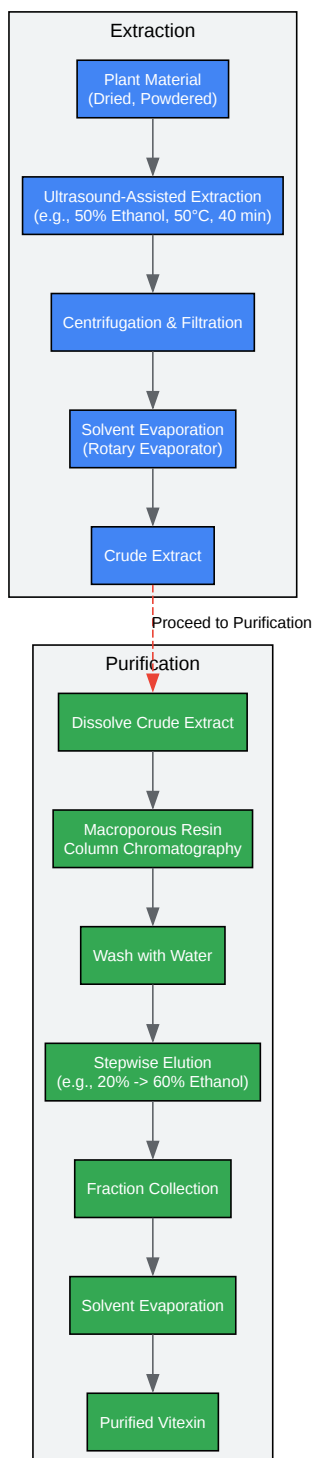 Extraction
Plant Material
(Dried, Powdered)
Ultrasound-Assisted Extraction
(e.g., 50% Ethanol, 50°C, 40 min)
Centrifugation & Filtration
Solvent Evaporation
(Rotary Evaporator)
Crude Extract
Proceed to Purification
Purification
Dissolve Crude Extract
Macroporous Resin
Column Chromatography
Wash with Water
Stepwise Elution
(e.g., 20% -> 60% Ethanol)
Fraction Collection
Solvent Evaporation
Purified Vitexin